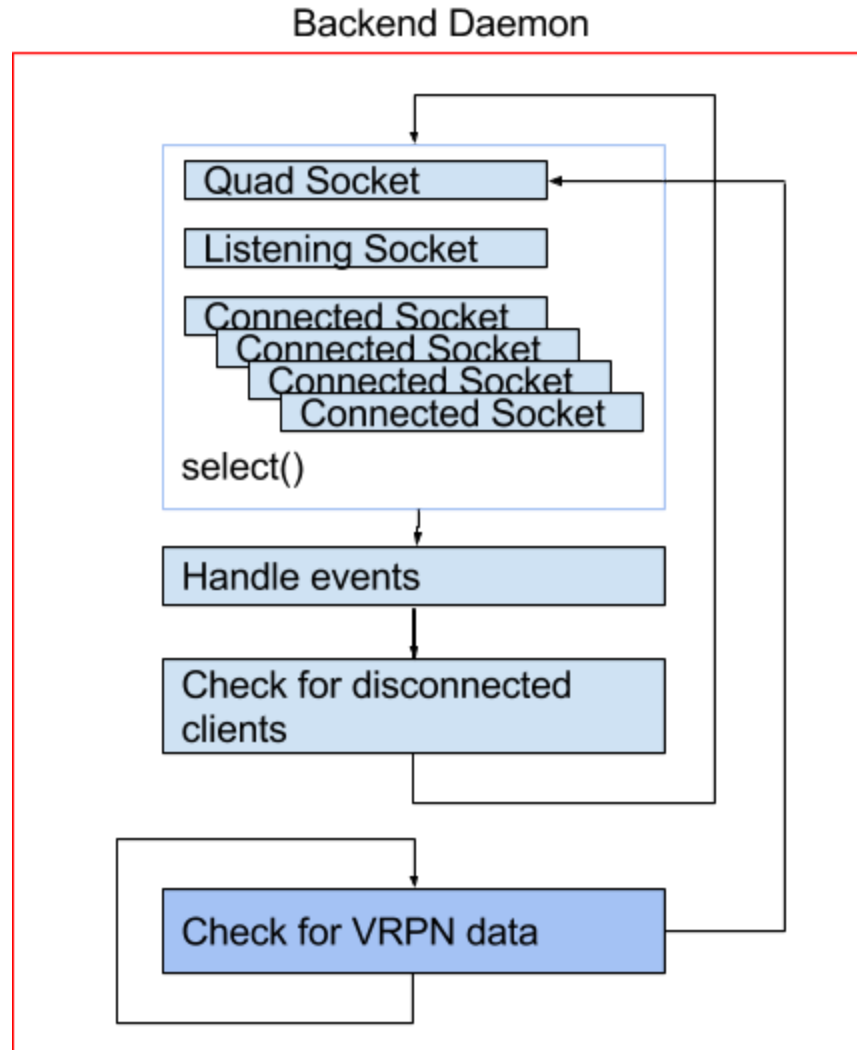 Backend Daemon
Quad Socket
Listening Socket
Connected Socket
Connected Socket
Connected Socket
Connected Socket
select()
Handle events
Check for disconnected
clients
Check for VRPN data